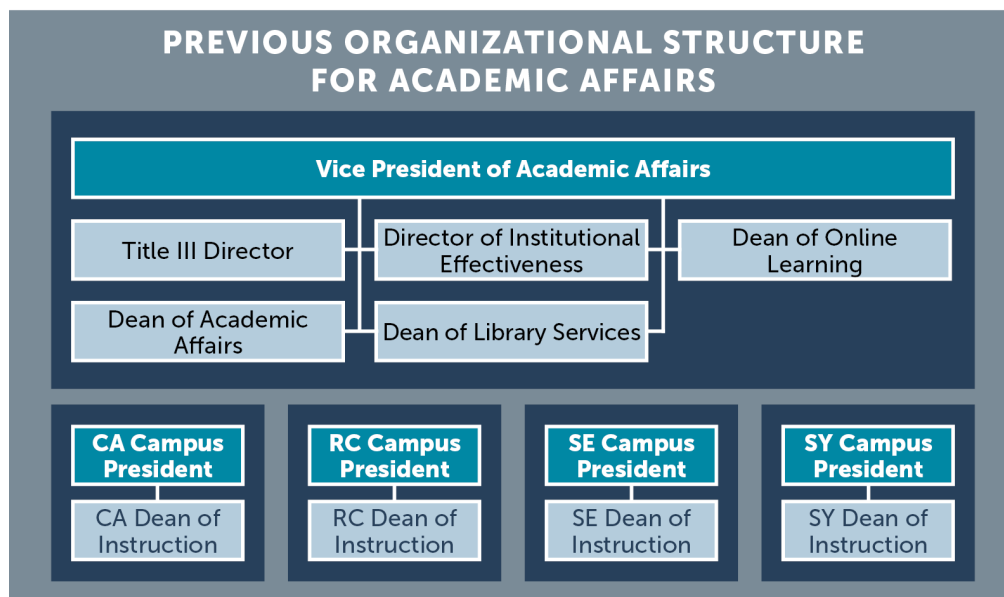 PREVIOUS ORGANIZATIONAL STRUCTURE
FOR ACADEMIC AFFAIRS
Vice President of Academic Affairs
Title III Director
Director of Institutional
Effectiveness
Dean of Online
Learning
Dean of Academic
Affairs
Dean of Library Services
CA Campus
President
CA Dean of
Instruction
RC Campus
President
RC Dean of
Instruction
SE Campus
President
SE Dean of
Instruction
SY Campus
President
SY Dean of
Instruction